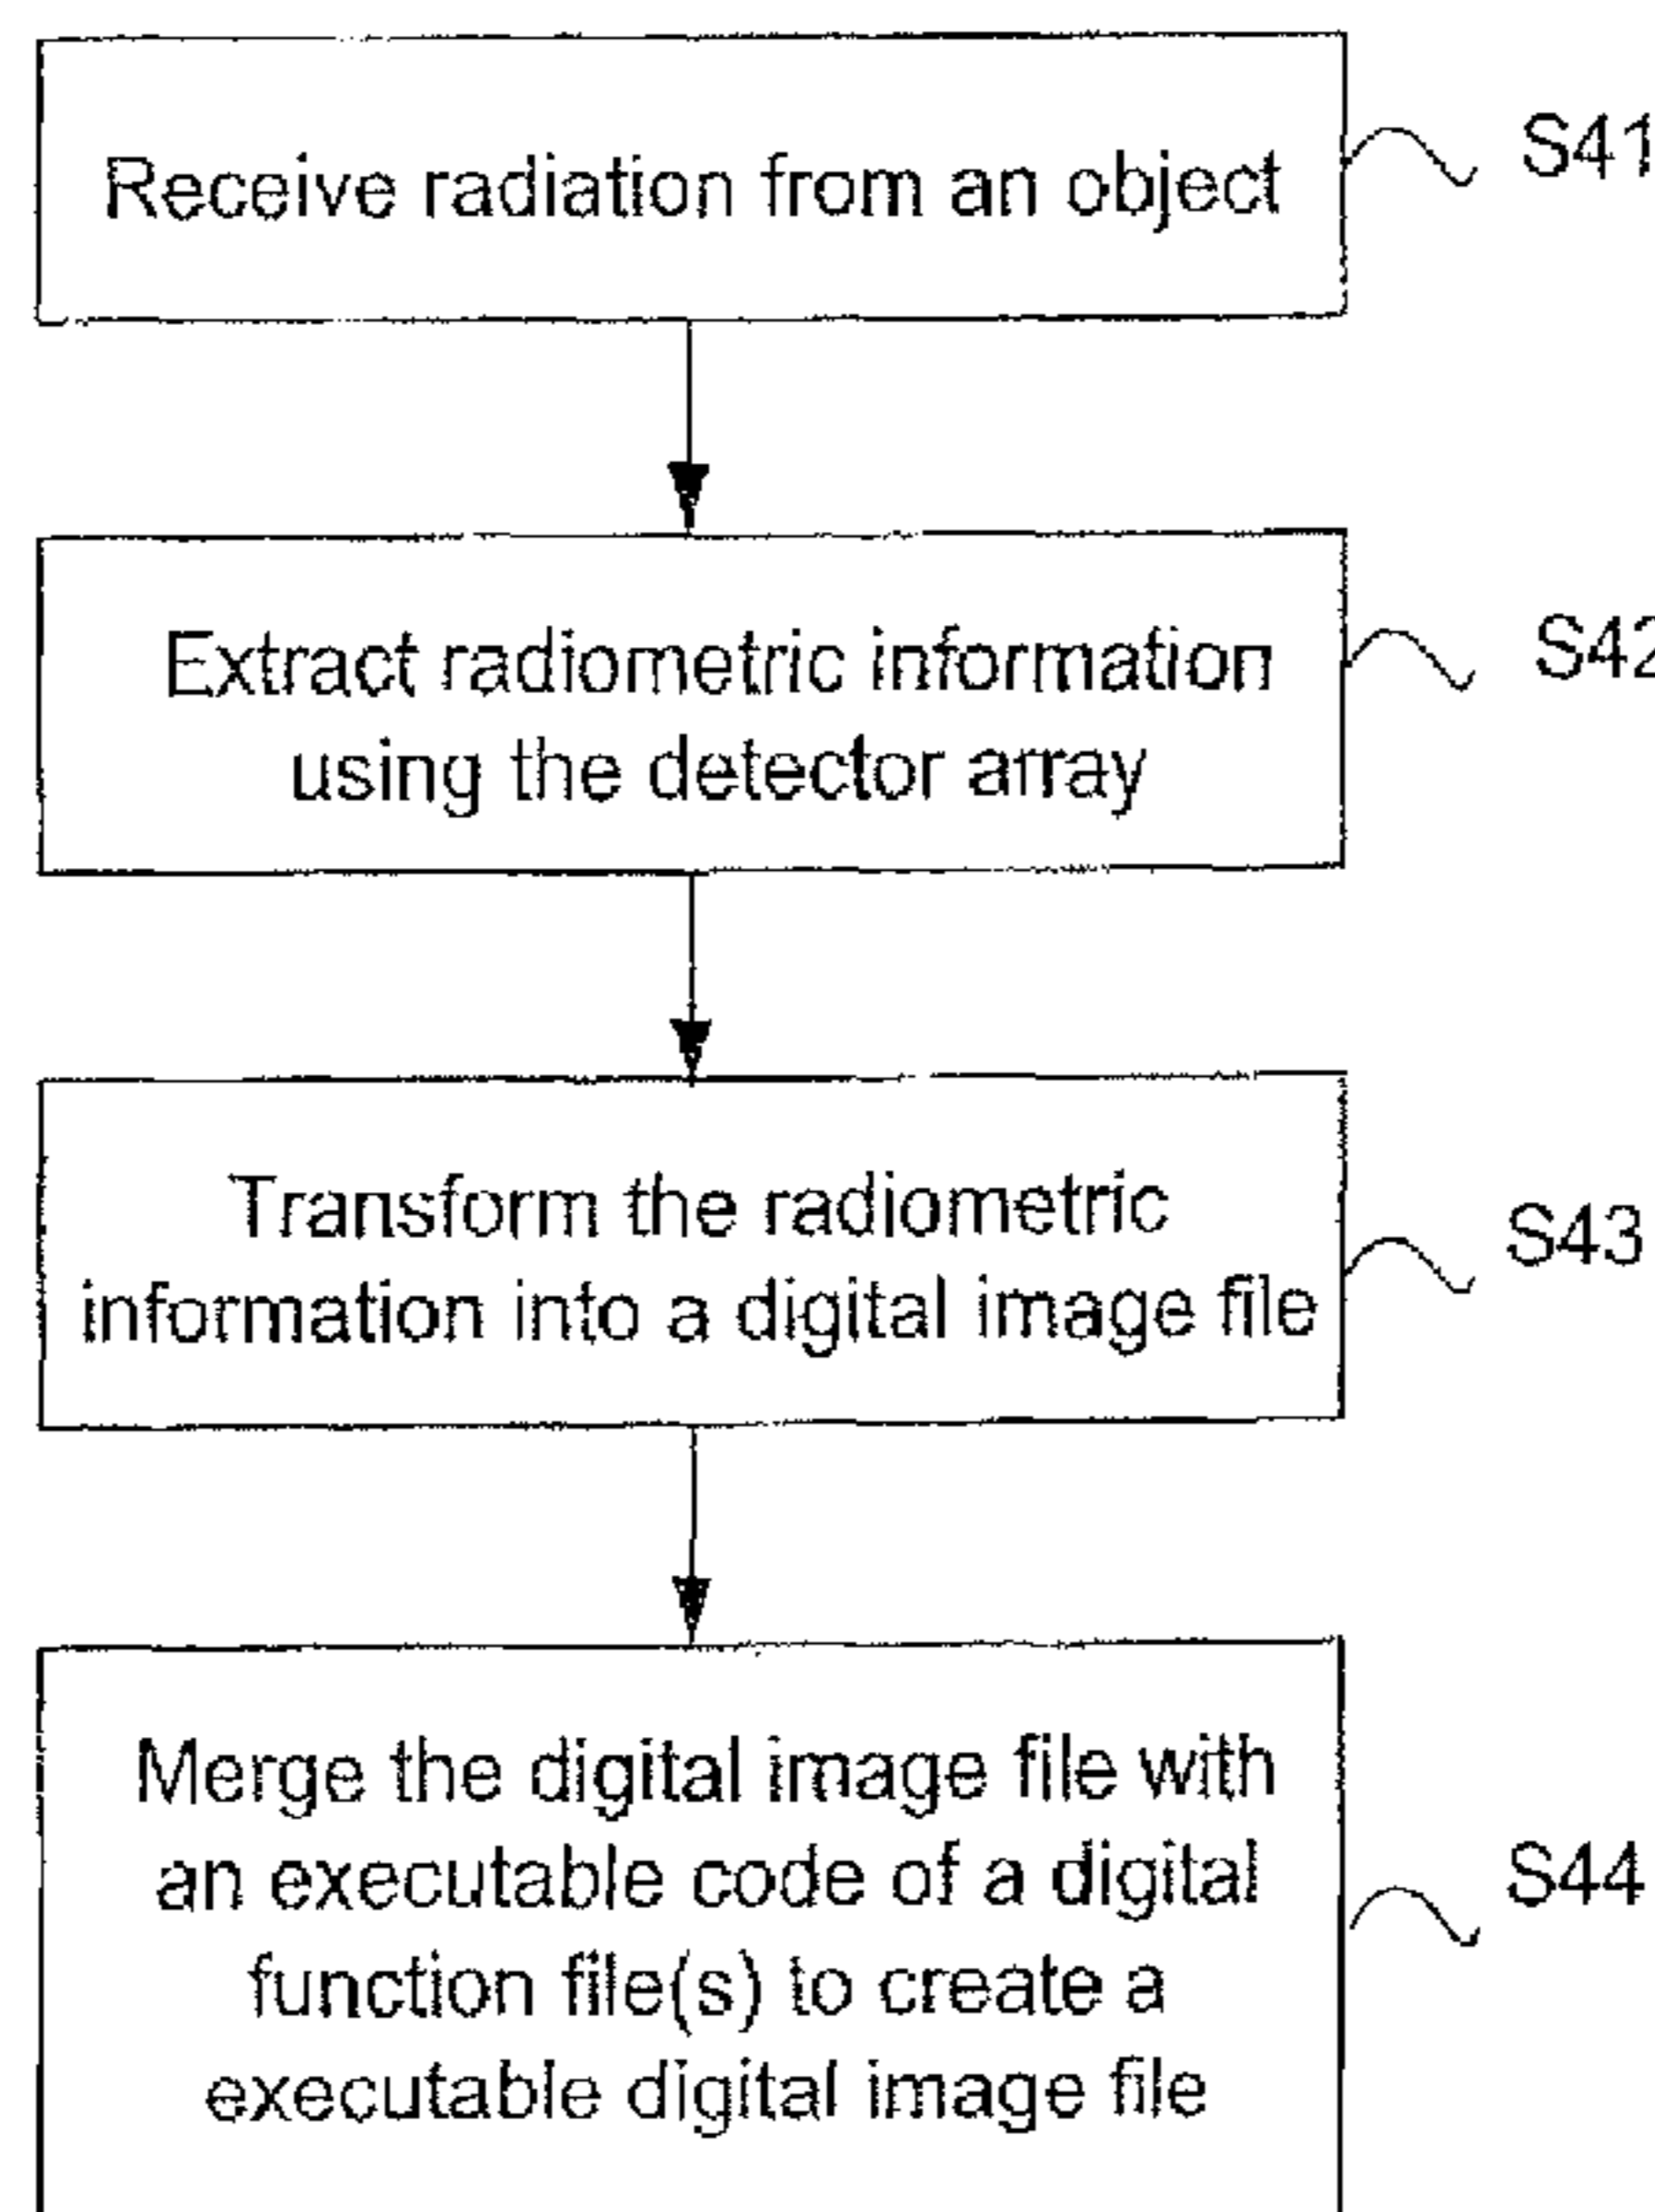 Receive radiation from an object
S41
Extract radiometric information
using the detector array
S42
Transform the radiometric
information into a digital image file
S43
Merge the digital image file with
an executable code of a digital
function file(s) to create a
executable digital image file
S44